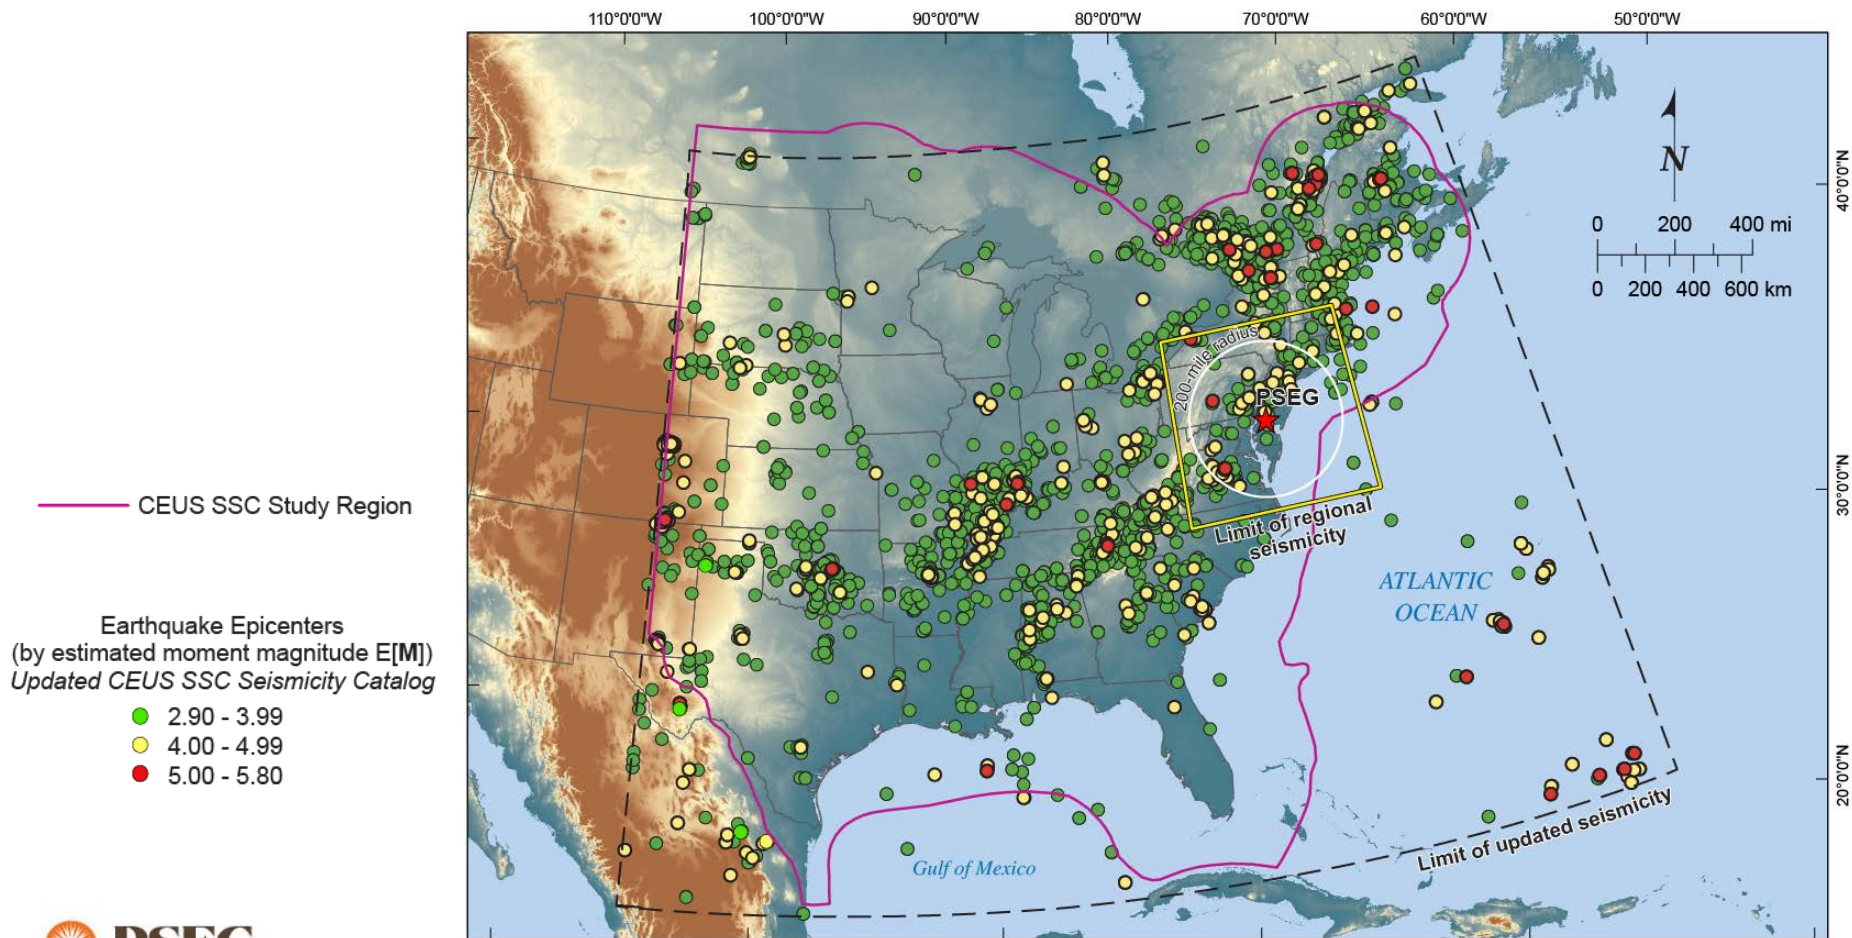 110°0'0"W 100°0'0"W 90°0'0"W 80°0'0"W 70°0'0"W 60°0'0"W 50°0'0"W
N
0 200 400 mi
0 200 400 600 km
40°0'0"N
30°0'0"N
20°0'0"N
200-mile radius
PSEG
Limit of regional
seismicity
ATLANTIC
OCEAN
Limit of updated seismicity
Gulf of Mexico
CEUS SSC Study Region
Earthquake Epicenters
(by estimated moment magnitude E[M])
Updated CEUS SSC Seismicity Catalog
2.90 - 3.99
4.00 - 4.99
5.00 - 5.80
PSEG